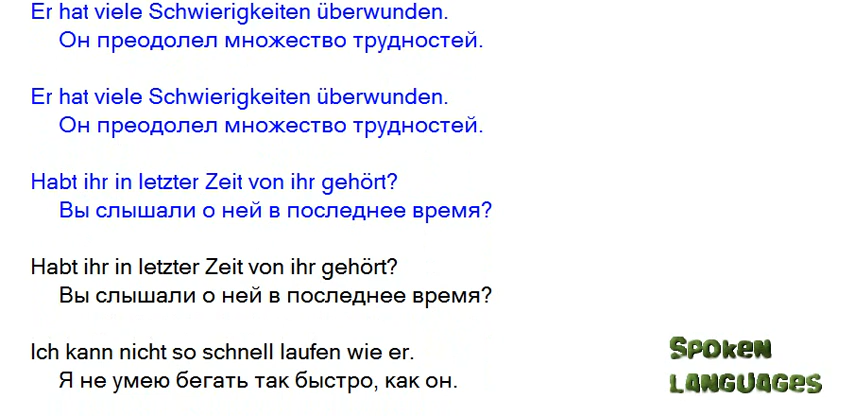 Er hat viele Schwierigkeiten überwunden.
Он преодолел множество трудностей.
Er hat viele Schwierigkeiten überwunden.
Он преодолел множество трудностей.
Habt ihr in letzter Zeit von ihr gehört?
Вы слышали о ней в последнее время?
Habt ihr in letzter Zeit von ihr gehört?
Вы слышали о ней в последнее время?
Ich kann nicht so schnell laufen wie er.
Я не умею бегать так быстро, как он.
Spoken
Languages